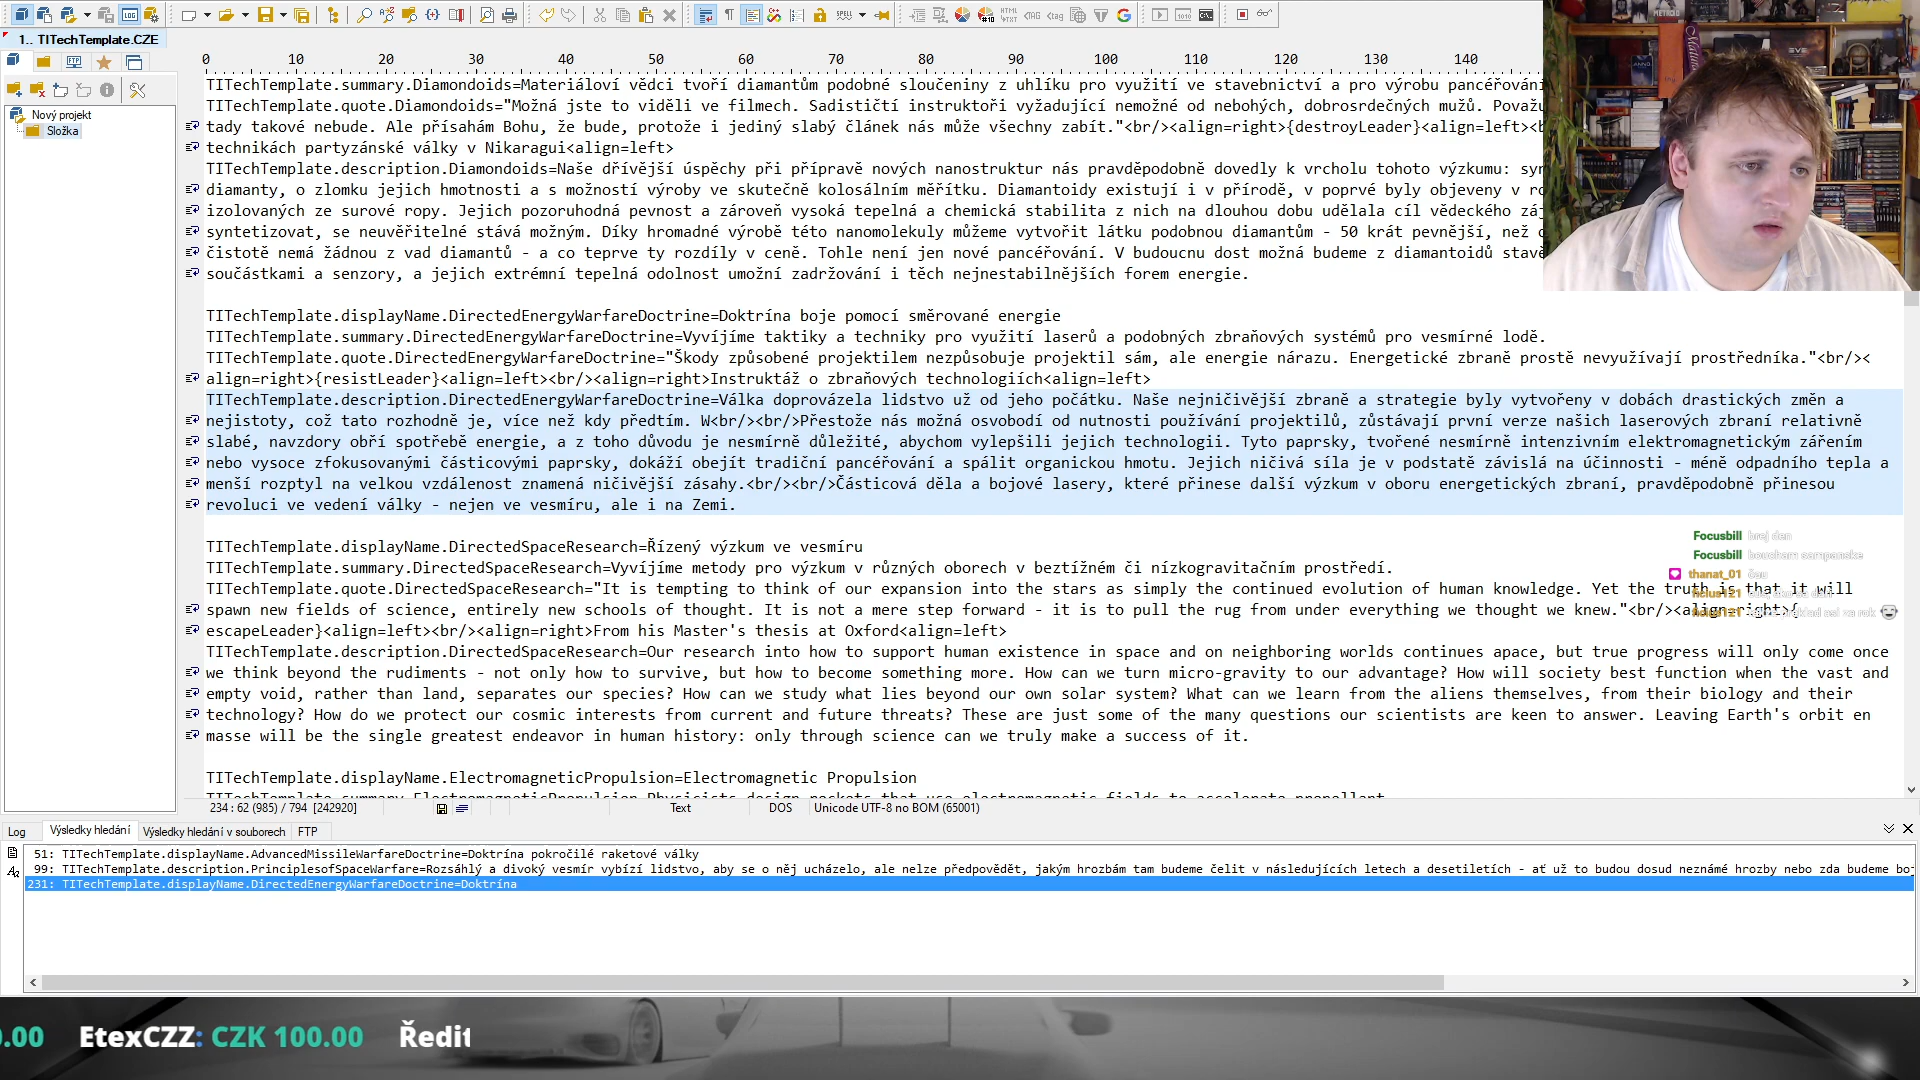 1.. TITechTemplate.CZE
0 10 20 30 40 50 60 70 80 90 100 110 120 130 140
Nový projekt
Složka
TITechTemplate.summary.Diamondoids=Materiáloví vědci tvoří diamantům podobné sloučeniny z uhlíku pro využití ve stavebnictví a pro výrobu pancéřování
TITechTemplate.quote.Diamondoids="Možná jste to viděli ve filmech. Sadističtí instruktoři vyžadující nemožné od nebohých, dobrosrdečných mužů. Považu
tady takové nebude. Ale přísahám Bohu, že bude, protože i jediný slabý článek nás může všechny zabít."<br/><align=right>{destroyLeader}<align=left><b
technikách partyzánské války v Nikaragui<align=left>
TITechTemplate.description.Diamondoids=Naše dřívější úspěchy při přípravě nových nanostruktur nás pravděpodobně dovedly k vrcholu tohoto výzkumu: syn
diamanty, o zlomku jejich hmotnosti a s možností výroby ve skutečně kolosálním měřítku. Diamantoidy existují i v přírodě, v poprvé byly objeveny v ro
izolovaných ze surové ropy. Jejich pozoruhodná pevnost a zároveň vysoká tepelná a chemická stabilita z nich na dlouhou dobu udělala cíl vědeckého záj
syntetizovat, se neuvěřitelné stává možným. Díky hromadné výrobě této nanomolekuly můžeme vytvořit látku podobnou diamantům - 50 krát pevnější, než
čistotě nemá žádnou z vad diamantů - a co teprve ty rozdíly v ceně. Tohle není jen nové pancéřování. V budoucnu dost možná budeme z diamantoidů stavě
součástkami a senzory, a jejich extrémní tepelná odolnost umožní zadržování i těch nejnestabilnějších forem energie.
TITechTemplate.displayName.DirectedEnergyWarfareDoctrine=Doktrína boje pomocí směrované energie
TITechTemplate.summary.DirectedEnergyWarfareDoctrine=Vyvíjíme taktiky a techniky pro využití laserů a podobných zbraňových systémů pro vesmírné lodě.
TITechTemplate.quote.DirectedEnergyWarfareDoctrine="Škody způsobené projektilem nezpůsobuje projektil sám, ale energie nárazu. Energetické zbraně prostě nevyužívají prostředníka."<br/><
align=right>{resistLeader}<align=left><br/><align=right>Instruktáž o zbraňových technologiích<align=left>
TITechTemplate.description.DirectedEnergyWarfareDoctrine=Válka doprovázela lidstvo už od jeho počátku. Naše nejničivější zbraně a strategie byly vytvořeny v dobách drastických změn a
nejistoty, což tato rozhodně je, více než kdy předtím. W<br/><br/>Přestože nás možná osvobodí od nutnosti používání projektilů, zůstávají první verze našich laserových zbraní relativně
slabé, navzdory obří spotřebě energie, a z toho důvodu je nesmírně důležité, abychom vylepšili jejich technologii. Tyto paprsky, tvořené nesmírně intenzivním elektromagnetickým zářením
nebo vysoce zfokusovanými částicovými paprsky, dokáží obejít tradiční pancéřování a spálit organickou hmotu. Jejich ničivá síla je v podstatě závislá na účinnosti - méně odpadního tepla a
menší rozptyl na velkou vzdálenost znamená ničivější zásahy.<br/><br/>Částicová děla a bojové lasery, které přinese další výzkum v oboru energetických zbraní, pravděpodobně přinesou
revoluci ve vedení války - nejen ve vesmíru, ale i na Zemi.
TITechTemplate.displayName.DirectedSpaceResearch=Řízený výzkum ve vesmíru
TITechTemplate.summary.DirectedSpaceResearch=Vyvíjíme metody pro výzkum v různých oborech v beztížném či nízkogravitačním prostředí.
TITechTemplate.quote.DirectedSpaceResearch="It is tempting to think of our expansion into the stars as simply the continued evolution of human knowledge. Yet the truth is that it will
spawn new fields of science, entirely new schools of thought. It is not a mere step forward - it is to pull the rug from under everything we thought we knew."<br/><align=right>{
escapeLeader}<align=left><br/><align=right>From his Master's thesis at Oxford<align=left>
TITechTemplate.description.DirectedSpaceResearch=Our research into how to support human existence in space and on neighboring worlds continues apace, but true progress will only come once
we think beyond the rudiments - not only how to survive, but how to become something more. How can we turn micro-gravity to our advantage? How will society best function when the vast and
empty void, rather than land, separates our species? How can we study what lies beyond our own solar system? What can we learn from the aliens themselves, from their biology and their
technology? How do we protect our cosmic interests from current and future threats? These are just some of the many questions our scientists are keen to answer. Leaving Earth's orbit en
masse will be the single greatest endeavor in human history: only through science can we truly make a success of it.
TITechTemplate.displayName.ElectromagneticPropulsion=Electromagnetic Propulsion
TITechTemplate.summary.ElectromagneticPropulsion=Physicists design rockets that use electromagnetic fields to accelerate propellant.
Focusbill
Focusbill
thanat_01
234 : 62 (985) / 794 [242920] Text DOS Unicode UTF-8 no BOM (65001)
Log Výsledky hledání Výsledky hledání v souborech FTP
51: TITechTemplate.displayName.AdvancedMissileWarfareDoctrine=Doktrína pokročilé raketové války
99: TITechTemplate.description.PrinciplesofSpaceWarfare=Rozsáhlý a divoký vesmír vybízí lidstvo, aby se o něj ucházelo, ale nelze předpovědět, jakým hrozbám tam budeme čelit v následujících letech a desetiletích - ať už to budou dosud neznámé hrozby nebo zda budeme bo
231: TITechTemplate.displayName.DirectedEnergyWarfareDoctrine=Doktrína
0.00 EtexCZZ: CZK 100.00 Ředit